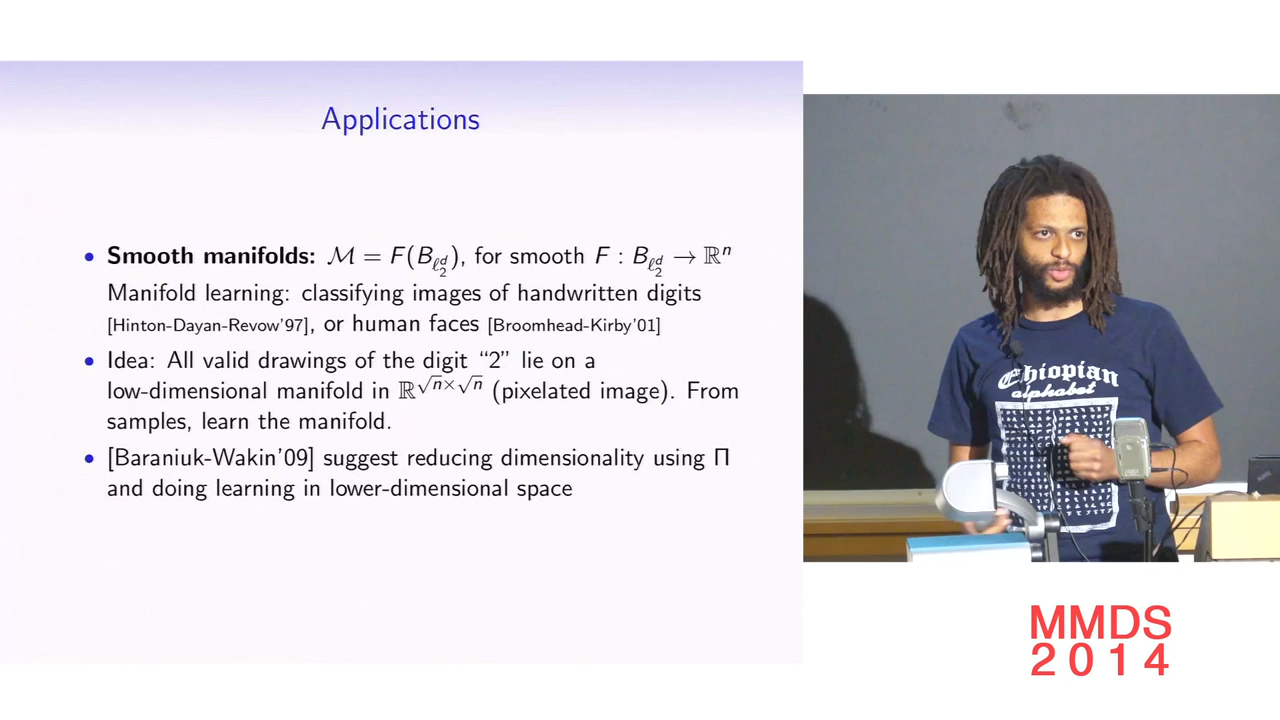 Applications
• Smooth manifolds: ℳ = F(B_{ℓ₂ᵈ}), for smooth F : B_{ℓ₂ᵈ} → ℝⁿ
Manifold learning: classifying images of handwritten digits
[Hinton-Dayan-Revow'97], or human faces [Broomhead-Kirby'01]
• Idea: All valid drawings of the digit “2” lie on a
low-dimensional manifold in ℝ^{√n×√n} (pixelated image). From
samples, learn the manifold.
• [Baraniuk-Wakin'09] suggest reducing dimensionality using Π
and doing learning in lower-dimensional space
Ethiopian
alphabet
MMDS
2014